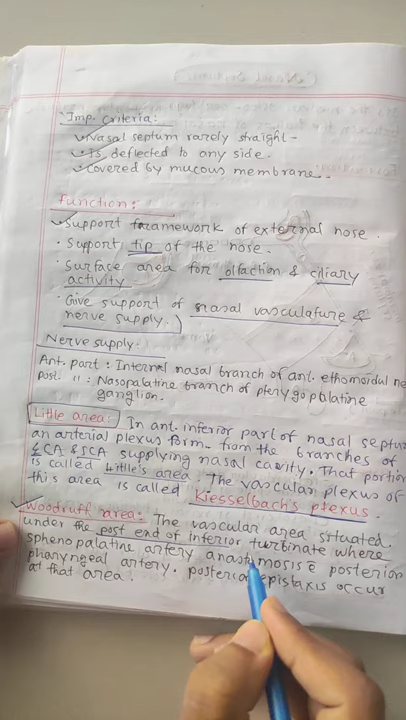 Imp. criteria:
Nasal septum rarely straight -
Is deflected to any side.
Covered by mucous membrane.
Function:
Support framework of external nose.
Support tip of the nose.
Surface area for olfaction & ciliary
activity
Give support of nasal vasculature &
nerve supply.
Nerve supply-
Ant. part: Internal nasal branch of ant. ethomoidal ne
post. " : Nasopalatine branch of pterygopalatine
ganglion.
Little area: In ant. inferior part of nasal septu
an arterial plexus form from the branches of
ECA & ICA supplying nasal cavity. That portion
is called Little's area. The vascular plexus of
this area is called Kiesselbach's plexus.
Woodruff area: The vascular area situated
under the post end of inferior turbinate where
sphenopalatine artery anastomosis c̄ posterior
pharyngeal artery. posterior epistaxis occur
at that area.